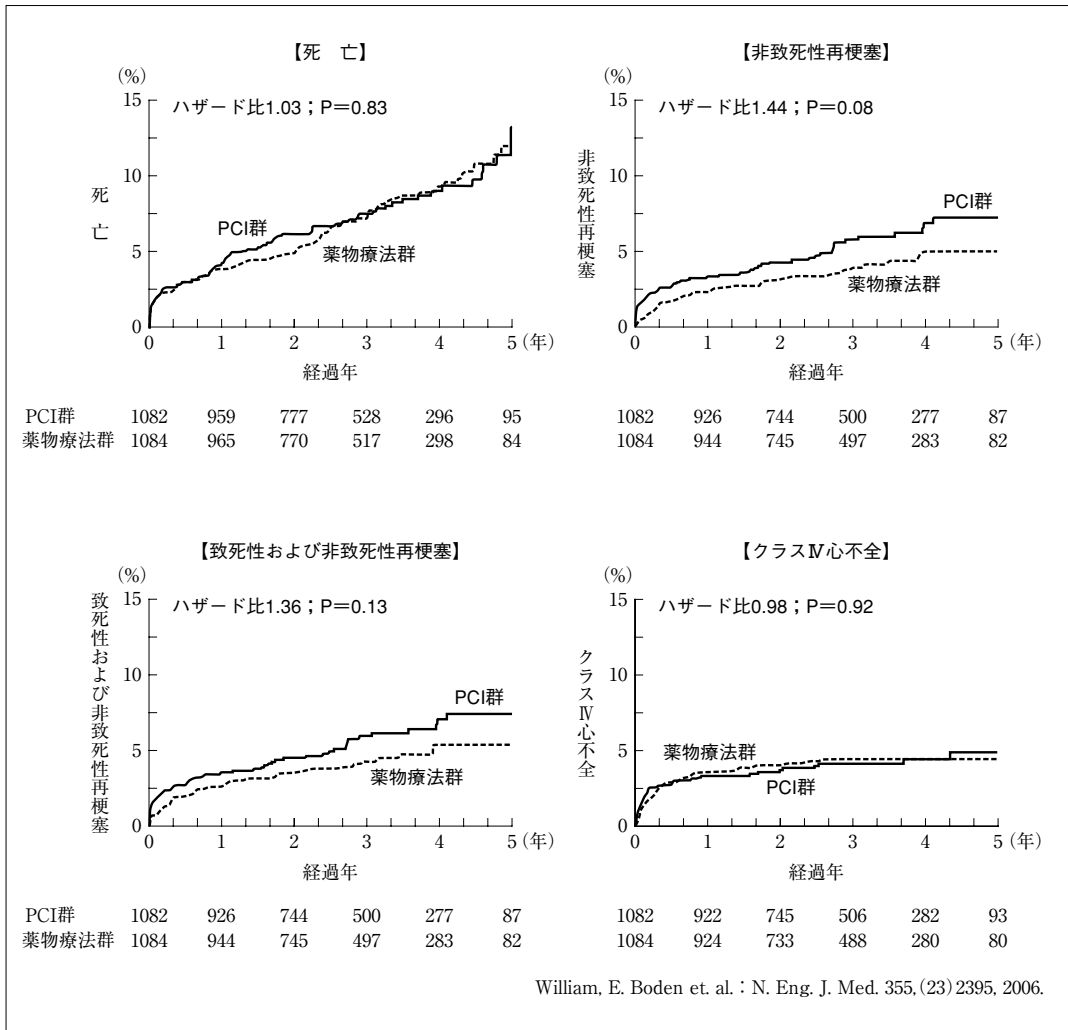 【死　亡】
(%)
15
10
5
0
ハザード比1.03；P＝0.83
死亡
PCI群
薬物療法群
0 1 2 3 4 5（年）
経過年
PCI群 1082 959 777 528 296 95
薬物療法群 1084 965 770 517 298 84
【非致死性再梗塞】
(%)
15
10
5
0
ハザード比1.44；P＝0.08
非致死性再梗塞
PCI群
薬物療法群
0 1 2 3 4 5（年）
経過年
1082 926 744 500 277 87
1084 944 745 497 283 82
【致死性および非致死性再梗塞】
(%)
15
10
5
0
ハザード比1.36；P＝0.13
致死性および非致死性再梗塞
PCI群
薬物療法群
0 1 2 3 4 5（年）
経過年
PCI群 1082 926 744 500 277 87
薬物療法群 1084 944 745 497 283 82
【クラスⅣ心不全】
(%)
15
10
5
0
ハザード比0.98；P＝0.92
クラスⅣ心不全
薬物療法群
PCI群
0 1 2 3 4 5（年）
経過年
1082 922 745 506 282 93
1084 924 733 488 280 80
William, E. Boden et. al.：N. Eng. J. Med. 355,(23)2395, 2006.